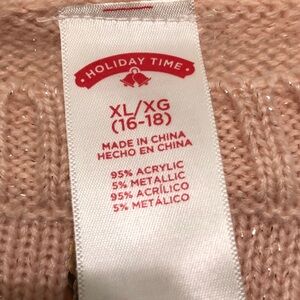 HOLIDAY TIME
XL/XG
(16-18)
MADE IN CHINA
HECHO EN CHINA
95% ACRYLIC
5% METALLIC
95% ACRÍLICO
5% METÁLICO